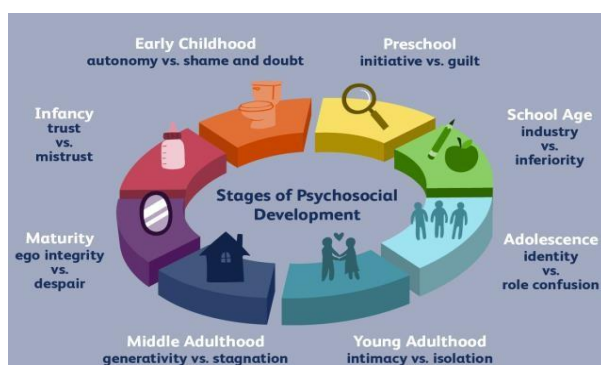 Early Childhood
autonomy vs. shame and doubt
Preschool
initiative vs. guilt
Infancy
trust
vs.
mistrust
School Age
industry
vs.
inferiority
Stages of Psychosocial
Development
Maturity
ego integrity
vs.
despair
Adolescence
identity
vs.
role confusion
Middle Adulthood
generativity vs. stagnation
Young Adulthood
intimacy vs. isolation